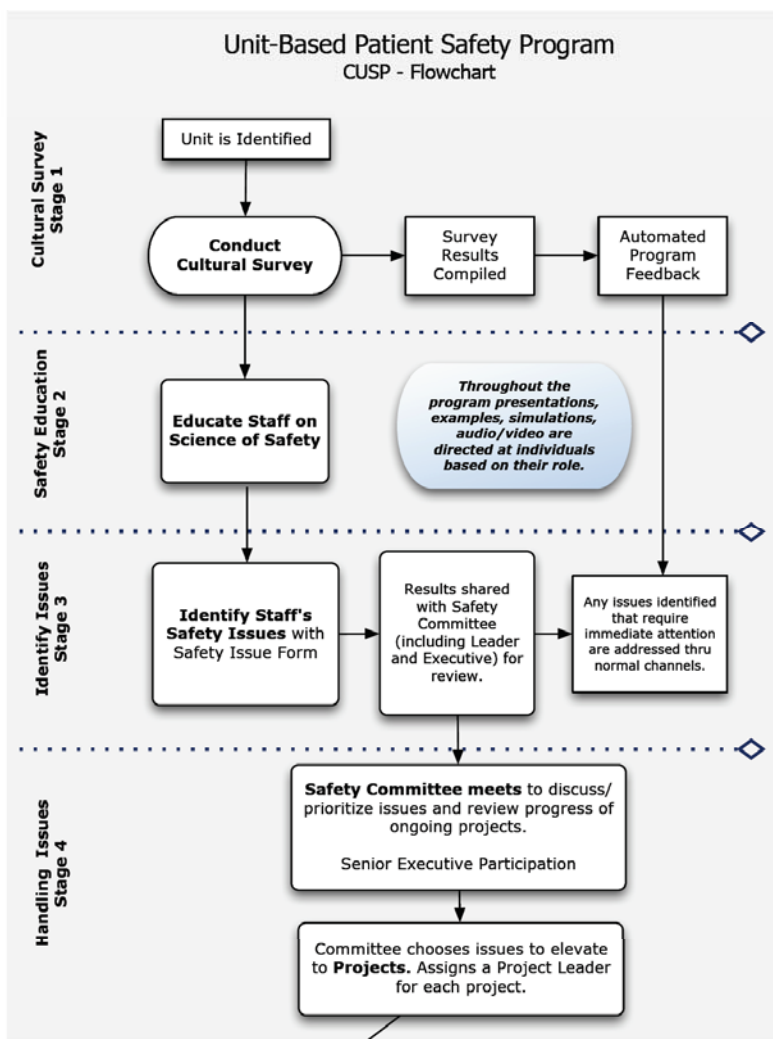 Unit-Based Patient Safety Program
CUSP - Flowchart
Cultural Survey
Stage 1
Unit is Identified
Conduct
Cultural Survey
Survey
Results
Compiled
Automated
Program
Feedback
Safety Education
Stage 2
Educate Staff on
Science of Safety
Throughout the
program presentations,
examples, simulations,
audio/video are
directed at individuals
based on their role.
Identify Issues
Stage 3
Identify Staff's
Safety Issues with
Safety Issue Form
Results shared
with Safety
Committee
(including Leader
and Executive) for
review.
Any issues identified
that require
immediate attention
are addressed thru
normal channels.
Handling Issues
Stage 4
Safety Committee meets to discuss/
prioritize issues and review progress of
ongoing projects.
Senior Executive Participation
Committee chooses issues to elevate
to Projects. Assigns a Project Leader
for each project.